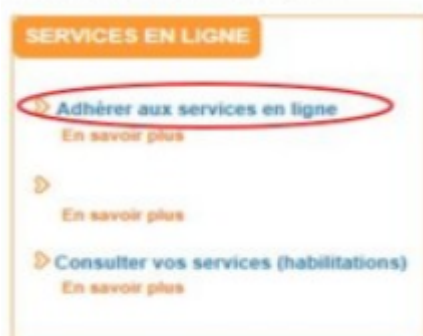 SERVICES EN LIGNE
Adhérer aux services en ligne
En savoir plus
En savoir plus
Consulter vos services (habilitations)
En savoir plus